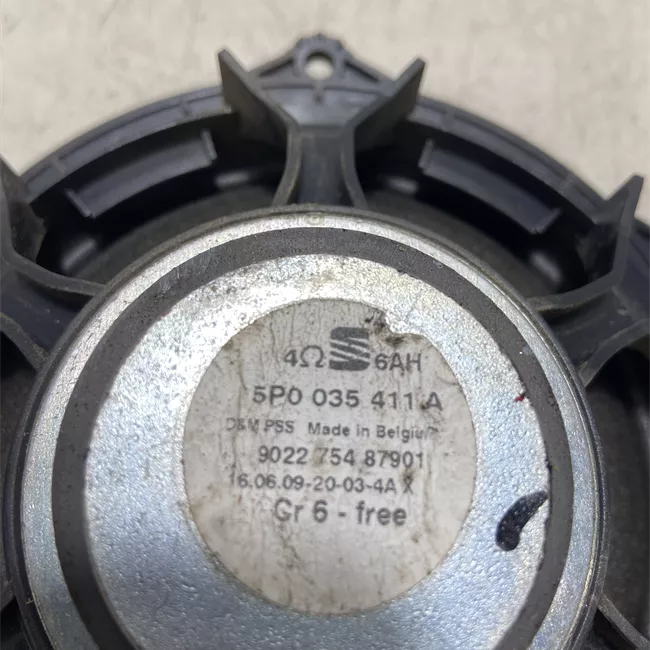 4Ω 6AH
5P0 035 411 A
D&M PSS Made in Belgium
9022 754 87901
16.06.09-20-03-4A X
Gr 6 - free